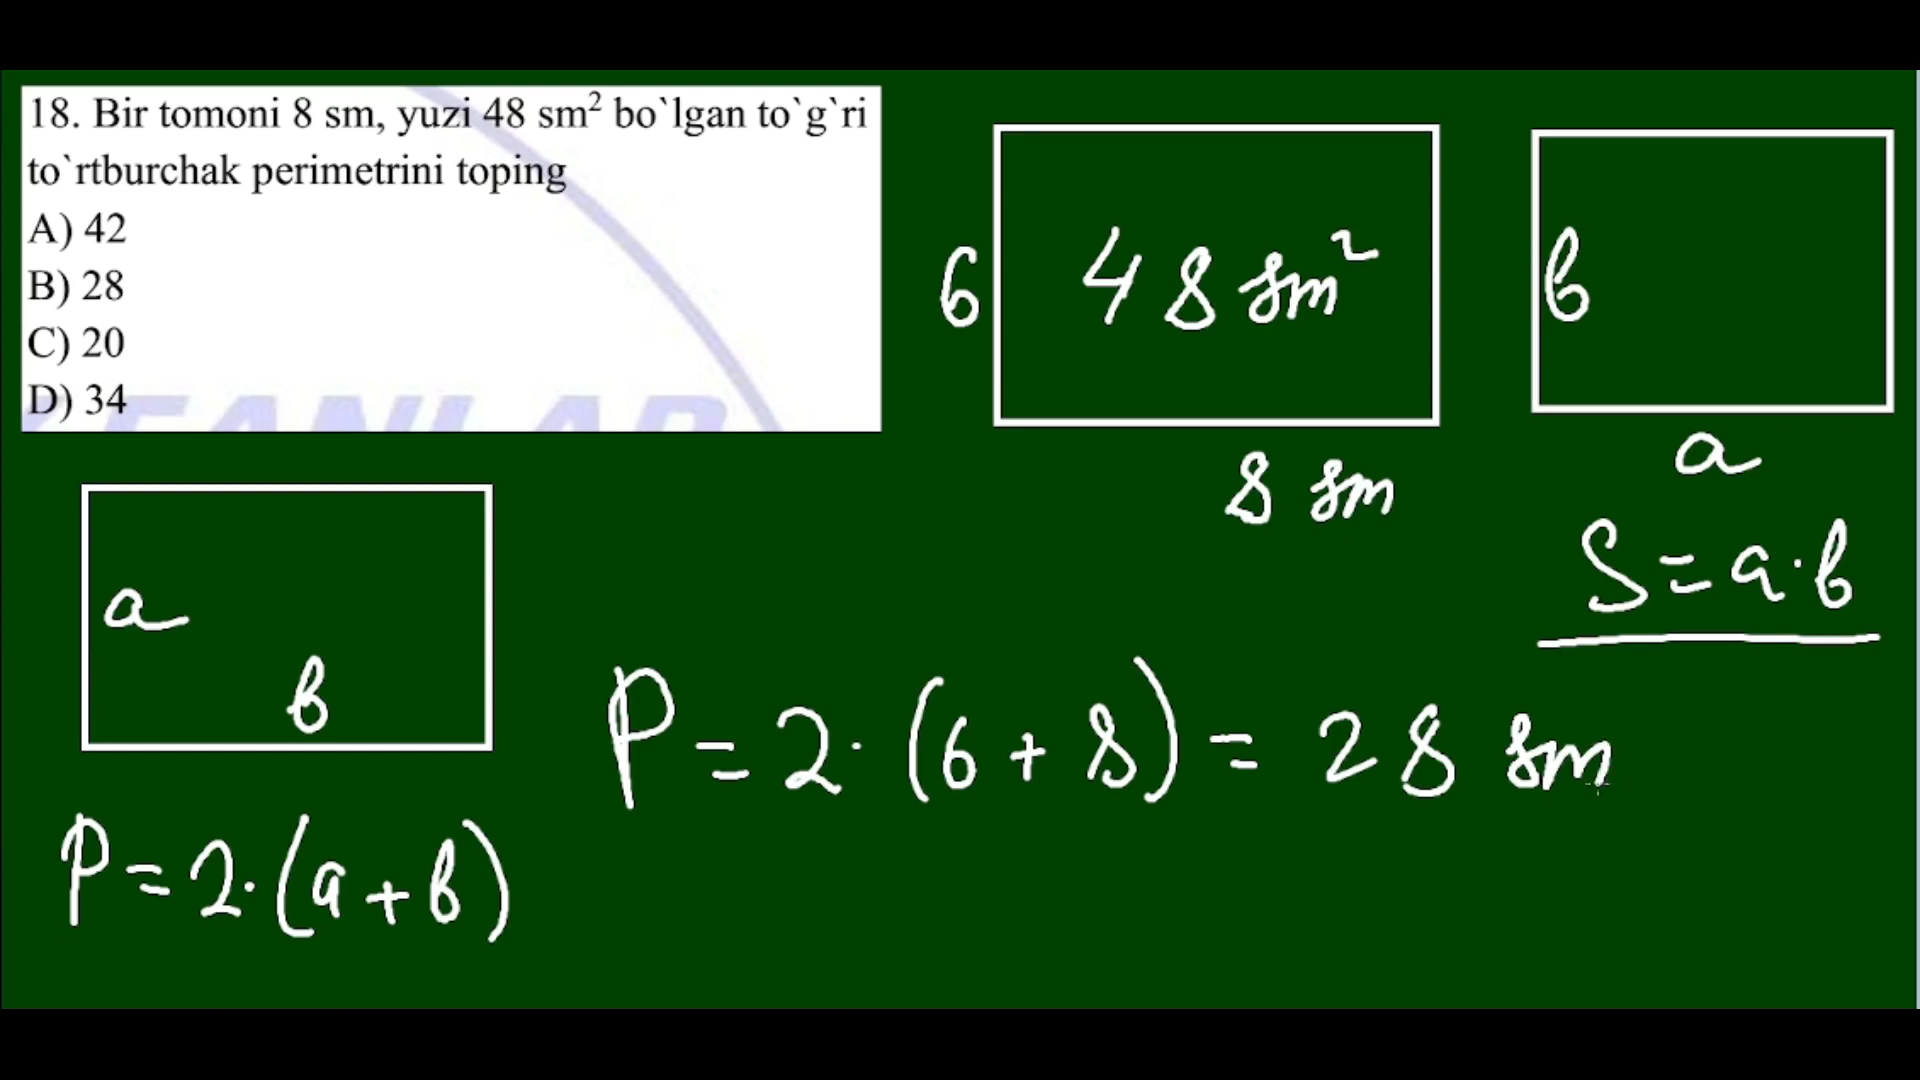 18. Bir tomoni 8 sm, yuzi 48 sm² bo`lgan to`g`ri
to`rtburchak perimetrini toping
A) 42
B) 28
C) 20
D) 34
6
48 sm²
8 sm
b
a
S = a · b
a
b
P = 2 · (a + b)
P = 2 · (6 + 8) = 28 sm